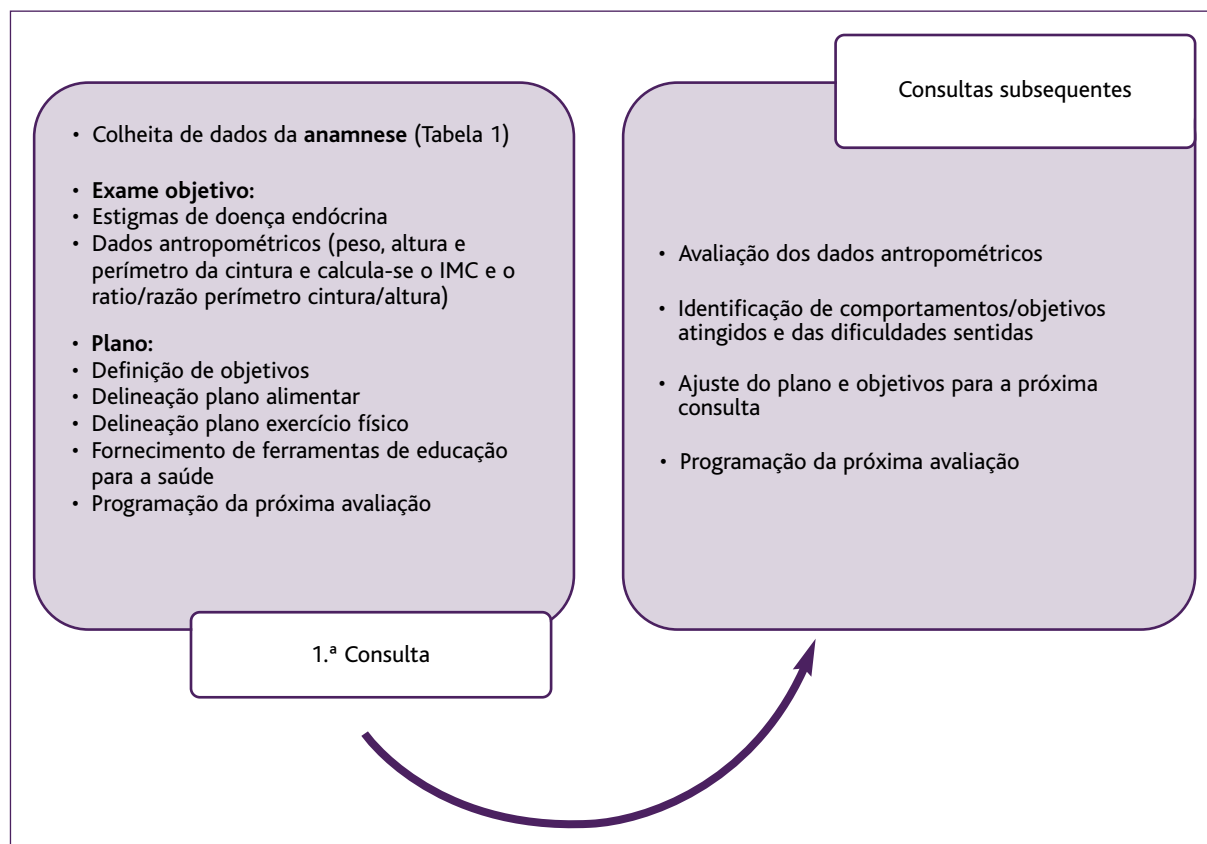 • Colheita de dados da anamnese (Tabela 1)
• Exame objetivo:
• Estigmas de doença endócrina
• Dados antropométricos (peso, altura e
perímetro da cintura e calcula-se o IMC e o
ratio/razão perímetro cintura/altura)
• Plano:
• Definição de objetivos
• Delineação plano alimentar
• Delineação plano exercício físico
• Fornecimento de ferramentas de educação
para a saúde
• Programação da próxima avaliação
1.ª Consulta
Consultas subsequentes
• Avaliação dos dados antropométricos
• Identificação de comportamentos/objetivos
atingidos e das dificuldades sentidas
• Ajuste do plano e objetivos para a próxima
consulta
• Programação da próxima avaliação